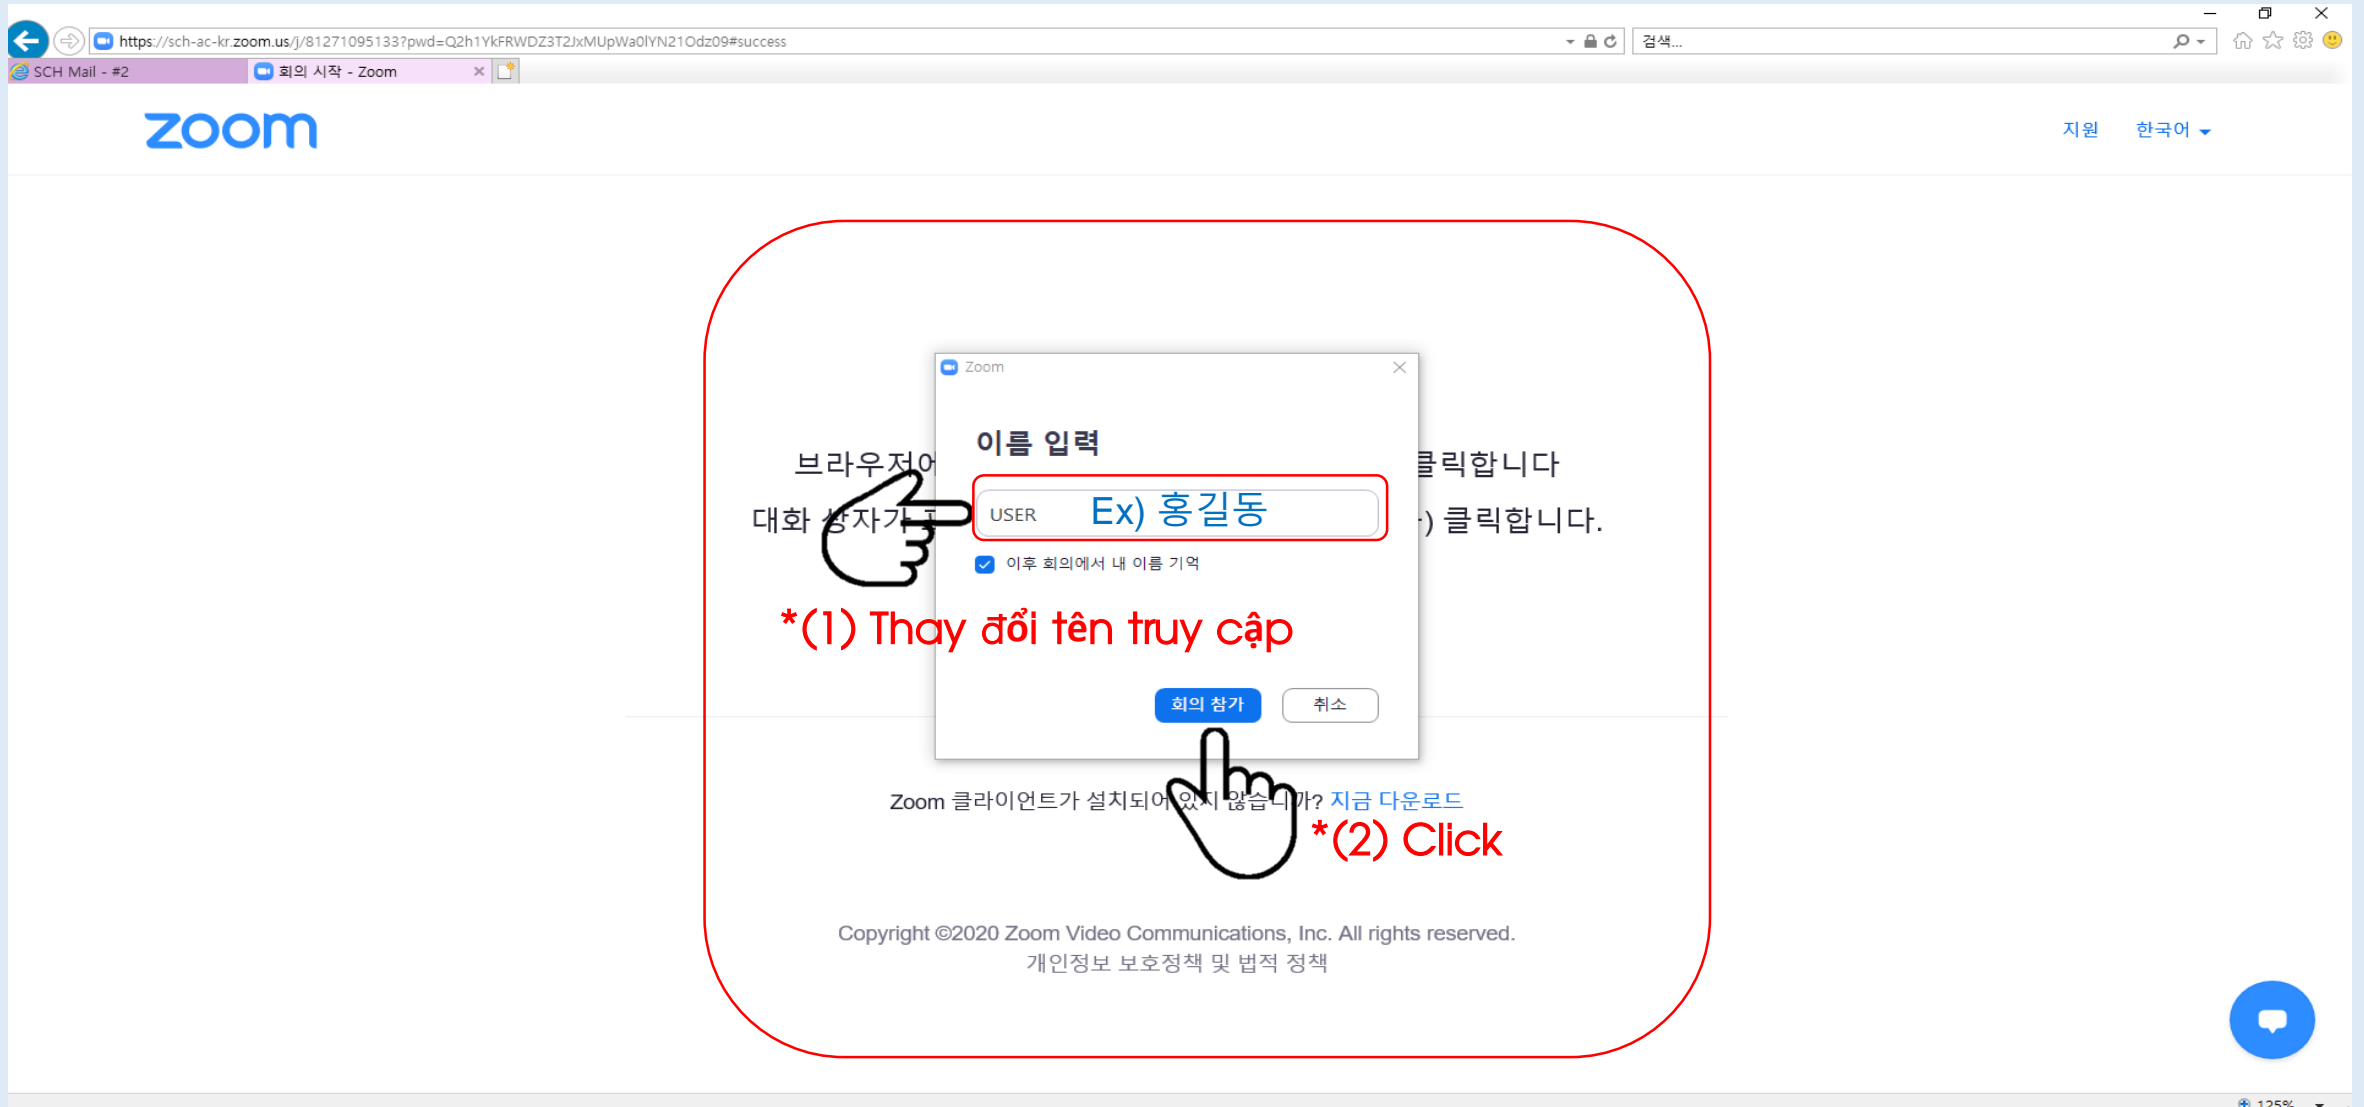 https://sch-ac-kr.zoom.us/j/81271095133?pwd=Q2h1YkFRWDZ3T2JxMUpWa0lYN21Odz09#success
검색...
SCH Mail - #2
회의 시작 - Zoom
zoom
지원
한국어
Zoom
이름 입력
브라우저에
클릭합니다
USER
Ex) 홍길동
대화 상자가
) 클릭합니다.
이후 회의에서 내 이름 기억
*(1) Thay đổi tên truy cập
회의 참가
취소
Zoom 클라이언트가 설치되어 있지 않습니까? 지금 다운로드
*(2) Click
Copyright ©2020 Zoom Video Communications, Inc. All rights reserved.
개인정보 보호정책 및 법적 정책
125%